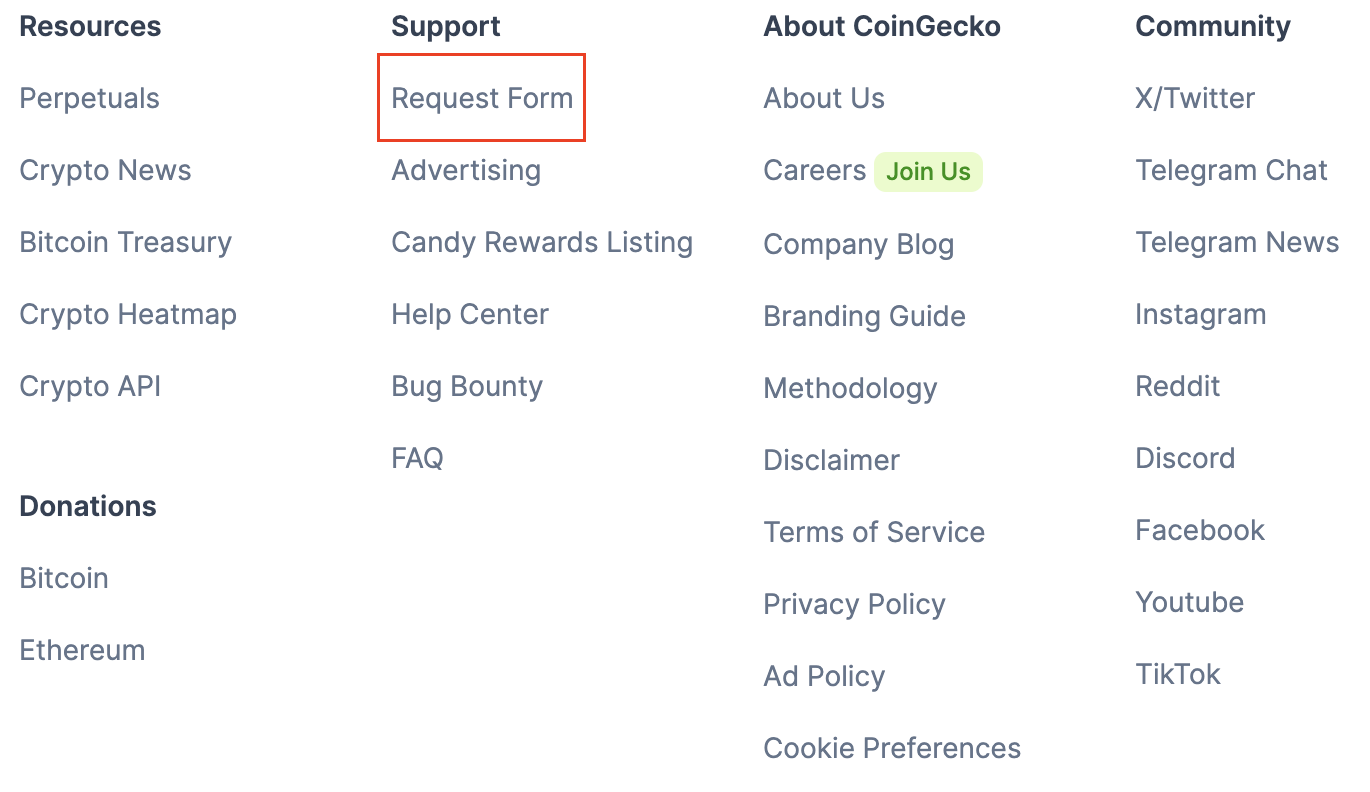 Resources
Perpetuals
Crypto News
Bitcoin Treasury
Crypto Heatmap
Crypto API
Donations
Bitcoin
Ethereum
Support
Request Form
Advertising
Candy Rewards Listing
Help Center
Bug Bounty
FAQ
About CoinGecko
About Us
Careers Join Us
Company Blog
Branding Guide
Methodology
Disclaimer
Terms of Service
Privacy Policy
Ad Policy
Cookie Preferences
Community
X/Twitter
Telegram Chat
Telegram News
Instagram
Reddit
Discord
Facebook
Youtube
TikTok